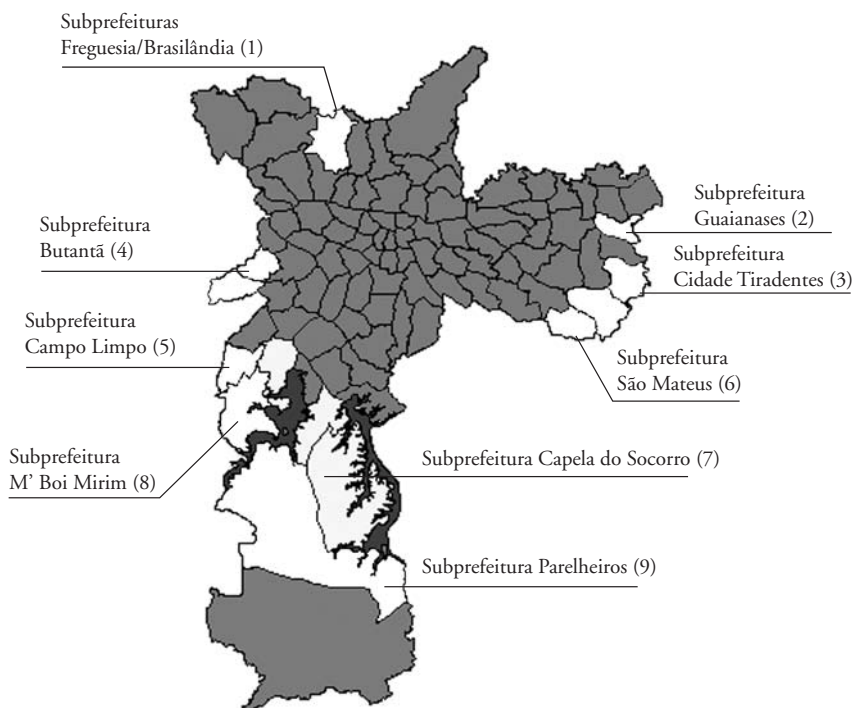 Subprefeituras
Freguesia/Brasilândia (1)
Subprefeitura
Guaianases (2)
Subprefeitura
Butantã (4)
Subprefeitura
Cidade Tiradentes (3)
Subprefeitura
Campo Limpo (5)
Subprefeitura
São Mateus (6)
Subprefeitura
M’ Boi Mirim (8)
Subprefeitura Capela do Socorro (7)
Subprefeitura Parelheiros (9)